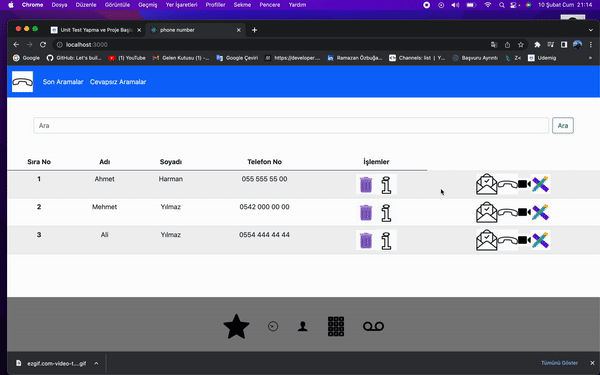 Chrome Dosya Düzenle Görüntüle Geçmiş Yer İşaretleri Profiller Sekme Pencere Yardım 10 Şubat Cum 21:14
Unit Test Yapma ve Proje Başla phone number
localhost:3000
Google GitHub: Let's buil... (1) YouTube Gelen Kutusu (1) -... Google Çeviri https://developer.... Ramazan Özbuğa... Channels: list | Y... Başvuru Ayrıntı Z< Udemig »
Son Aramalar Cevapsız Aramalar
Ara Ara
Sıra No Adı Soyadı Telefon No İşlemler
1 Ahmet Harman 055 555 55 00
2 Mehmet Yılmaz 0542 000 00 00
3 Ali Yılmaz 0554 444 44 44
ezgif.com-video-t....gif Tümünü Göster